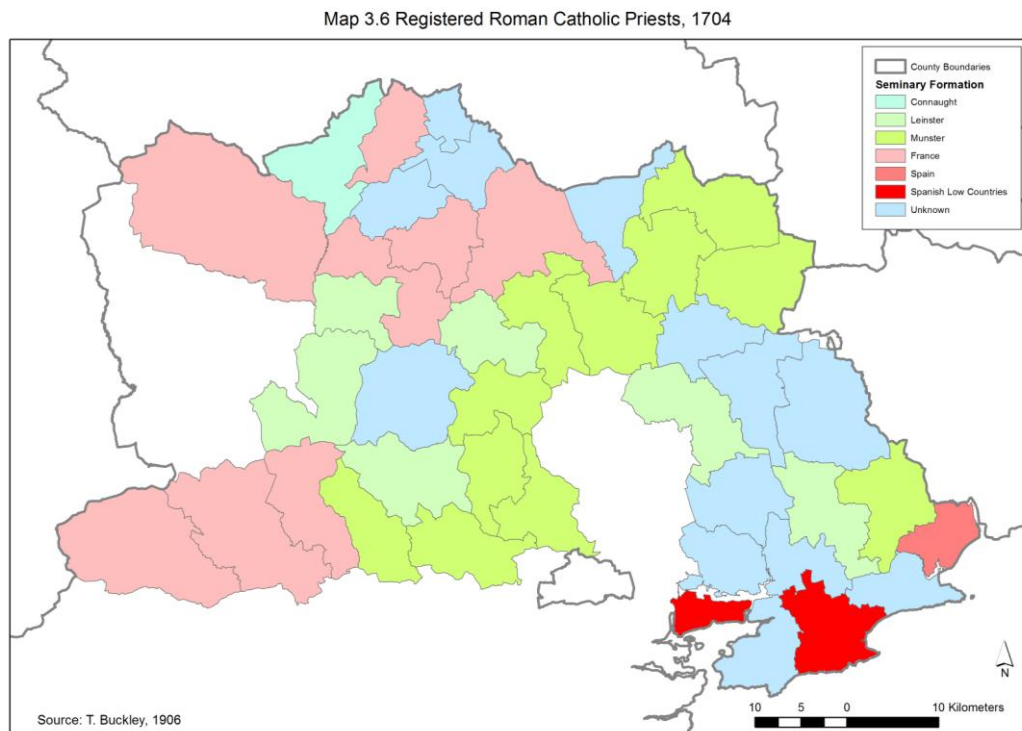 Map 3.6 Registered Roman Catholic Priests, 1704
County Boundaries
Seminary Formation
Connaught
Leinster
Munster
France
Spain
Spanish Low Countries
Unknown
N
10 5 0 10 Kilometers
Source: T. Buckley, 1906